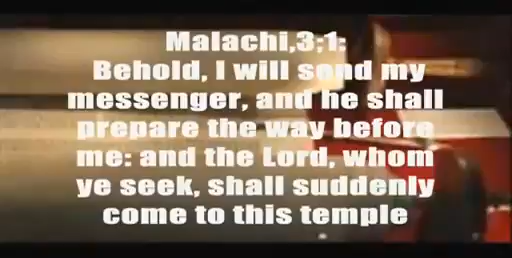 Malachi,3;1:
Behold, I will send my
messenger, and he shall
prepare the way before
me: and the Lord, whom
ye seek, shall suddenly
come to this temple